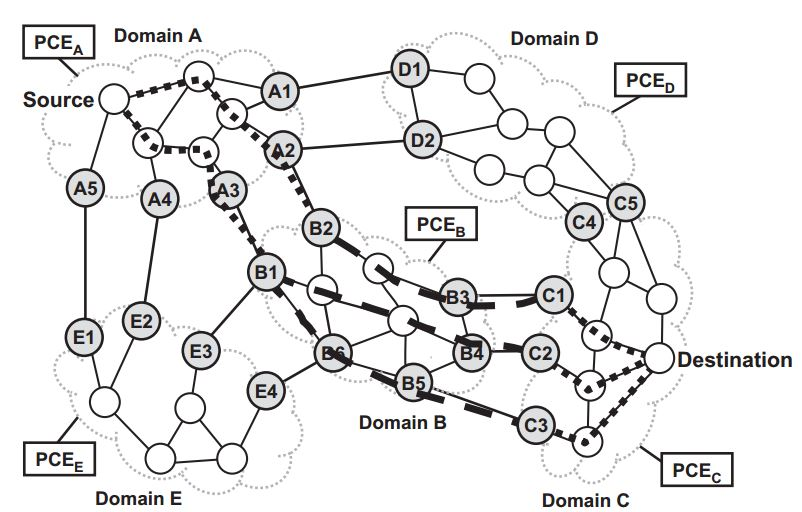 Domain A
Domain D
PCEA
PCED
Source
A1
D1
A2
D2
A5
A4
A3
C5
C4
PCEB
B2
B1
B3
C1
E1
E2
E3
B6
B4
C2
Destination
E4
B5
C3
Domain B
PCEE
PCEC
Domain E
Domain C